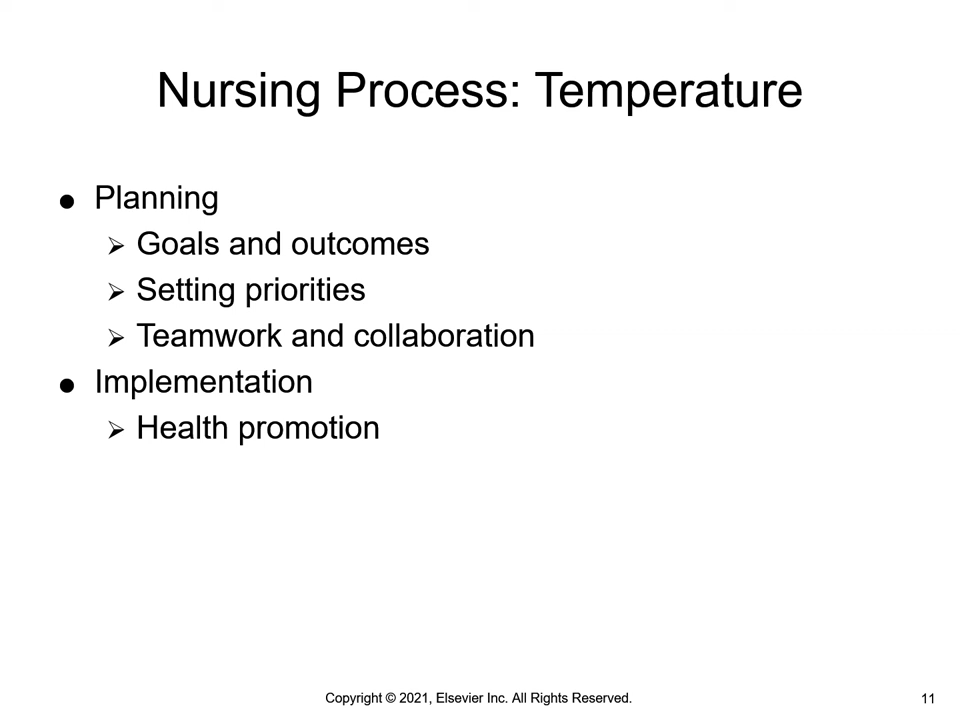 Nursing Process: Temperature
● Planning
➢ Goals and outcomes
➢ Setting priorities
➢ Teamwork and collaboration
● Implementation
➢ Health promotion
Copyright © 2021, Elsevier Inc. All Rights Reserved.
11